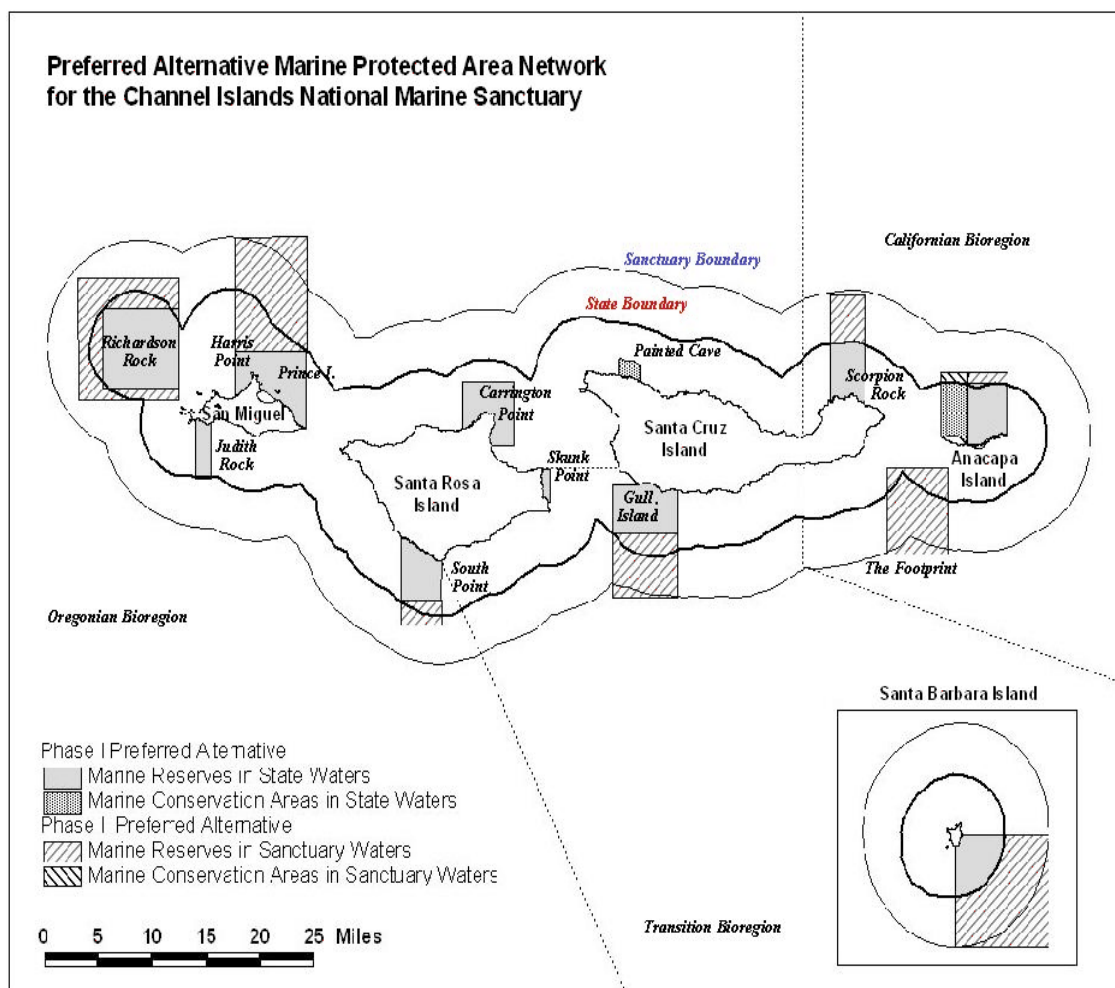 Preferred Alternative Marine Protected Area Network
for the Channel Islands National Marine Sanctuary
Californian Bioregion
Sanctuary Boundary
State Boundary
Richardson
Rock
Harris
Point
Prince I.
San Miguel
Judith
Rock
Carrington
Point
Painted Cave
Santa Cruz
Island
Scorpion
Rock
Anacapa
Island
Skunk
Point
Santa Rosa
Island
Gull
Island
South
Point
The Footprint
Oregonian Bioregion
Santa Barbara Island
Phase I Preferred Alternative
Marine Reserves in State Waters
Marine Conservation Areas in State Waters
Phase I Preferred Alternative
Marine Reserves in Sanctuary Waters
Marine Conservation Areas in Sanctuary Waters
0 5 10 15 20 25 Miles
Transition Bioregion